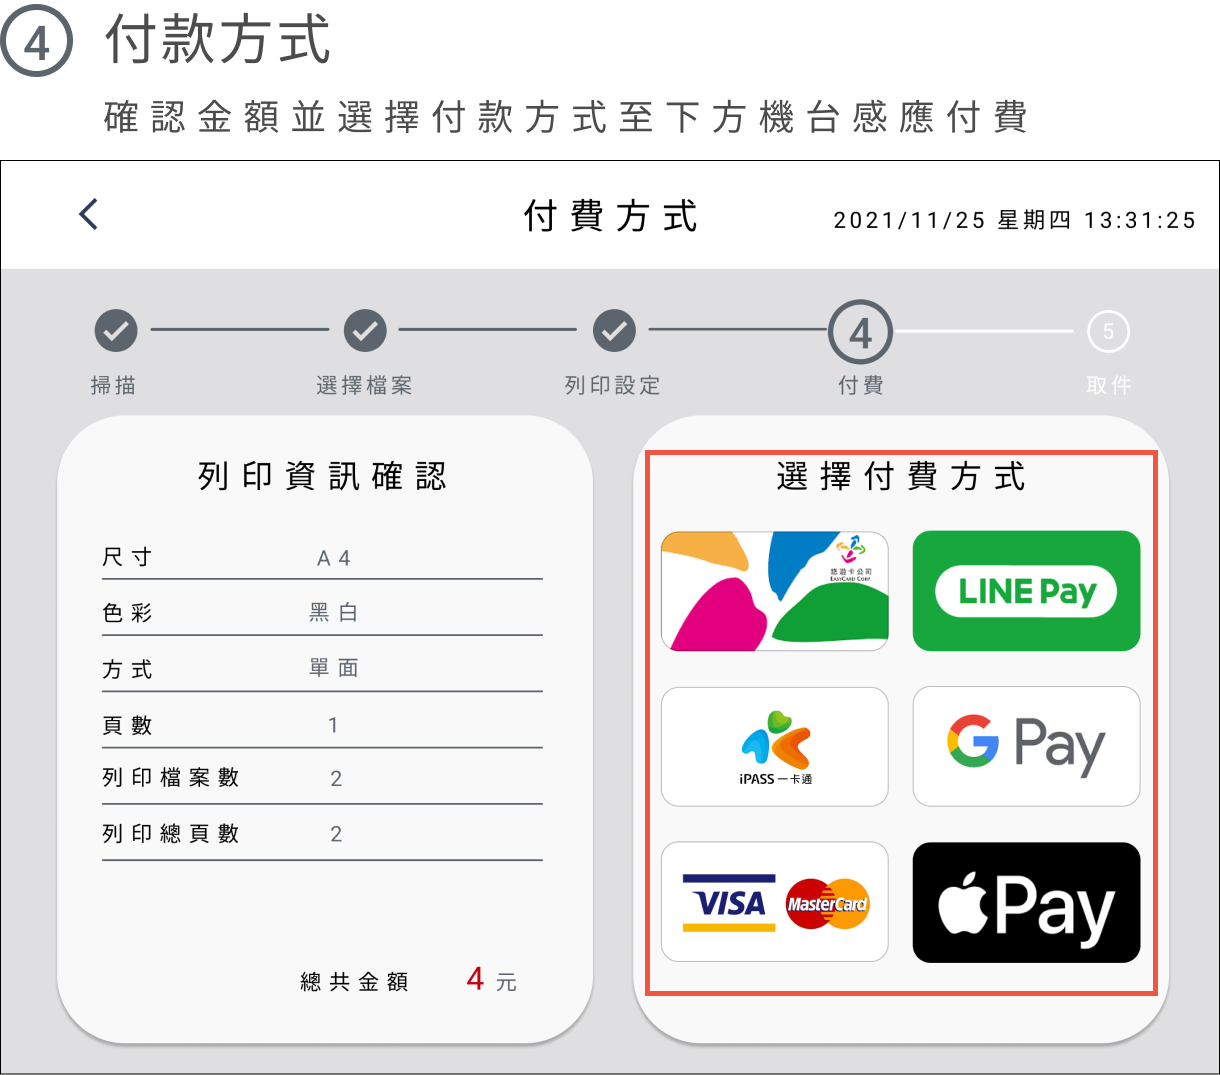 4 付款方式
確認金額並選擇付款方式至下方機台感應付費
付費方式
2021/11/25 星期四 13:31:25
4
5
掃描
選擇檔案
列印設定
付費
取件
列印資訊確認
尺寸 A4
色彩 黑白
方式 單面
頁數 1
列印檔案數 2
列印總頁數 2
總共金額 4 元
選擇付費方式
悠遊卡公司
EASYCARD CORP.
LINE Pay
iPASS 一卡通
G Pay
VISA
MasterCard
Pay